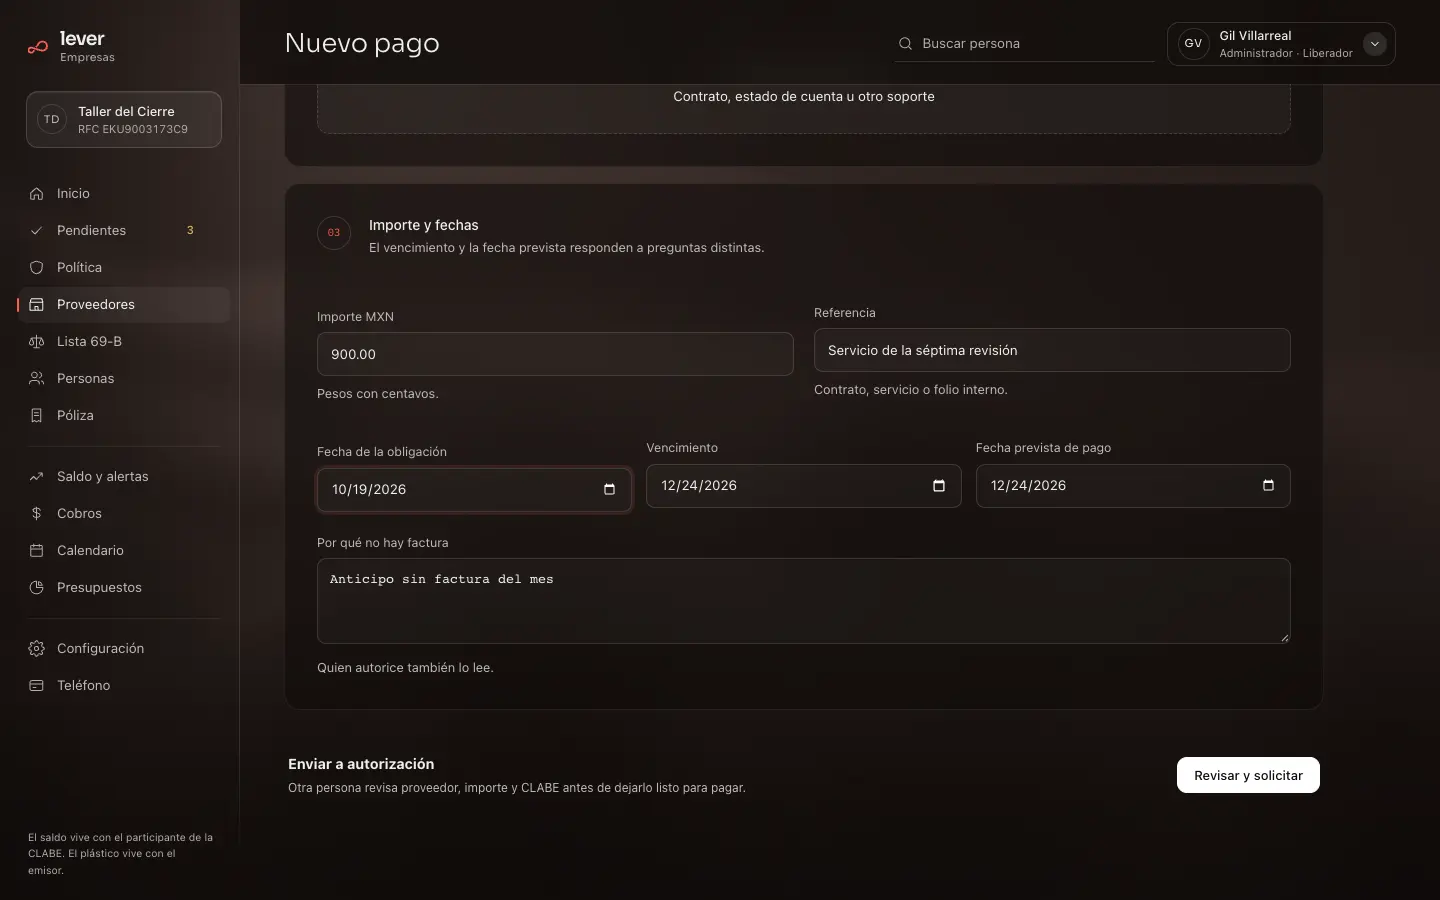 lever
Empresas
TD
Taller del Cierre
RFC EKU9003173C9
Inicio
Pendientes 3
Política
Proveedores
Lista 69-B
Personas
Póliza
Saldo y alertas
Cobros
Calendario
Presupuestos
Configuración
Teléfono
El saldo vive con el participante de la
CLABE. El plástico vive con el
emisor.
Nuevo pago
Buscar persona
GV
Gil Villarreal
Administrador · Liberador
Contrato, estado de cuenta u otro soporte
03
Importe y fechas
El vencimiento y la fecha prevista responden a preguntas distintas.
Importe MXN
900.00
Pesos con centavos.
Referencia
Servicio de la séptima revisión
Contrato, servicio o folio interno.
Fecha de la obligación
10/19/2026
Vencimiento
12/24/2026
Fecha prevista de pago
12/24/2026
Por qué no hay factura
Anticipo sin factura del mes
Quien autorice también lo lee.
Enviar a autorización
Otra persona revisa proveedor, importe y CLABE antes de dejarlo listo para pagar.
Revisar y solicitar